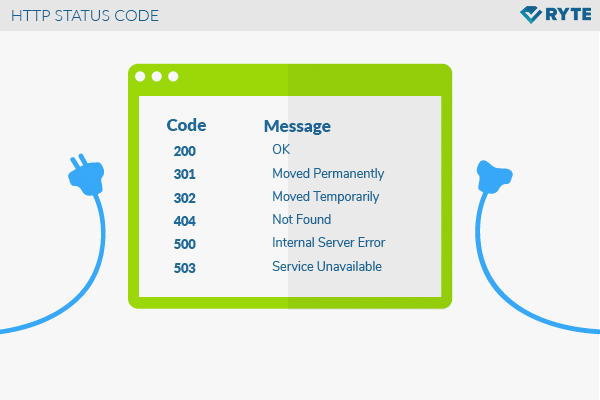 HTTP STATUS CODE
RYTE
Code Message
200 OK
301 Moved Permanently
302 Moved Temporarily
404 Not Found
500 Internal Server Error
503 Service Unavailable